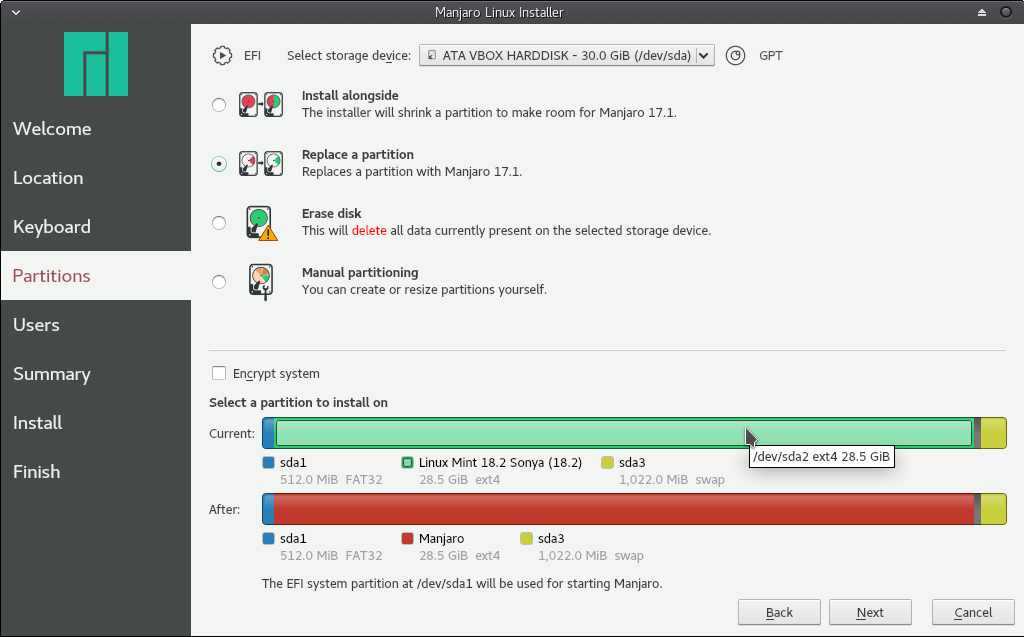 Manjaro Linux Installer
EFI Select storage device: ATA VBOX HARDDISK - 30.0 GiB (/dev/sda) GPT
Welcome
Location
Keyboard
Partitions
Users
Summary
Install
Finish
Install alongside
The installer will shrink a partition to make room for Manjaro 17.1.
Replace a partition
Replaces a partition with Manjaro 17.1.
Erase disk
This will delete all data currently present on the selected storage device.
Manual partitioning
You can create or resize partitions yourself.
Encrypt system
Select a partition to install on
Current:
/dev/sda2 ext4 28.5 GiB
sda1 Linux Mint 18.2 Sonya (18.2) sda3
512.0 MiB FAT32 28.5 GiB ext4 1,022.0 MiB swap
After:
sda1 Manjaro sda3
512.0 MiB FAT32 28.5 GiB ext4 1,022.0 MiB swap
The EFI system partition at /dev/sda1 will be used for starting Manjaro.
Back Next Cancel